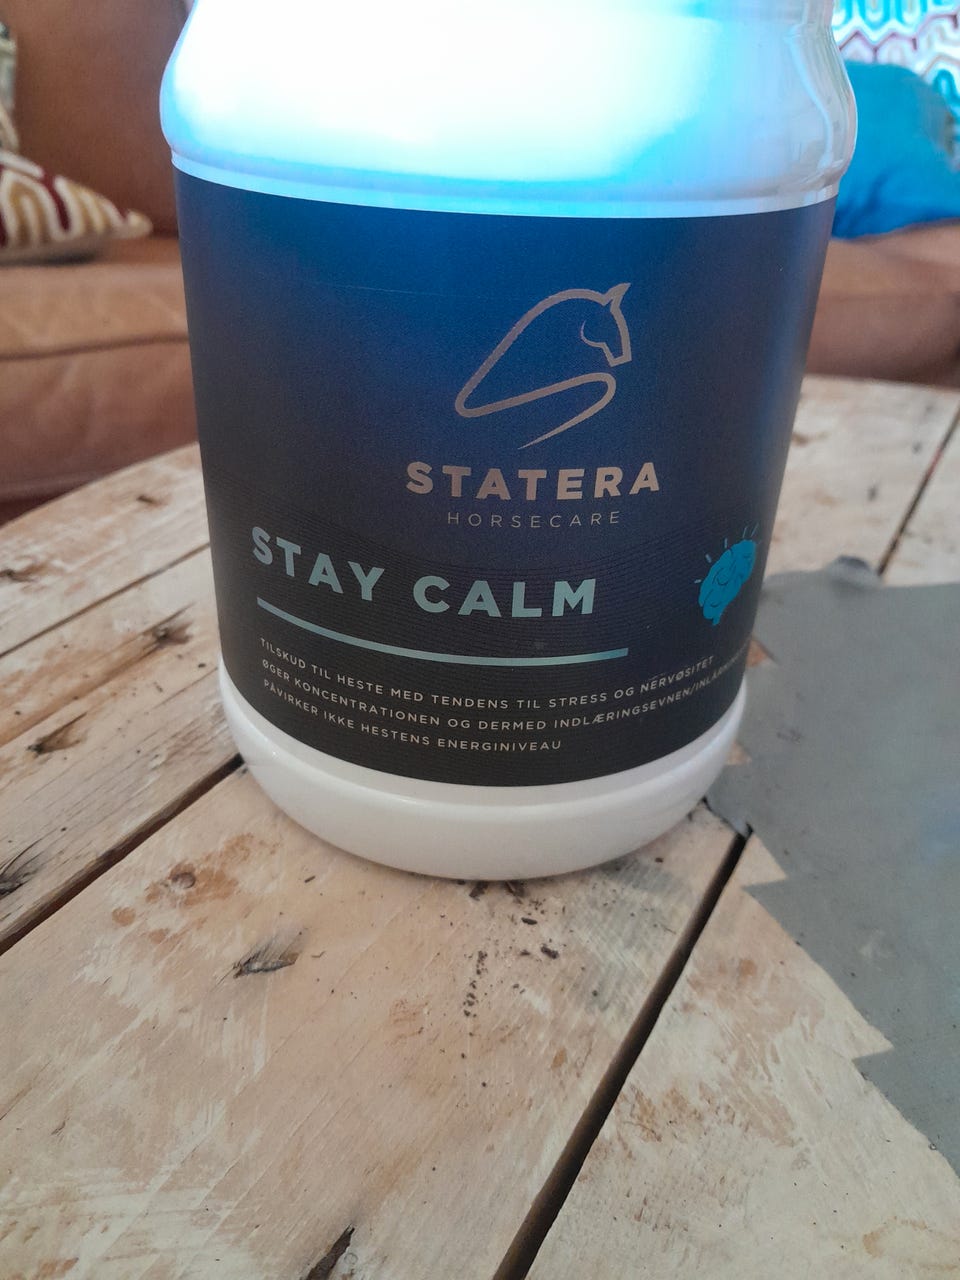 STATERA
HORSECARE
STAY CALM
TILSKUD TIL HESTE MED TENDENS TIL STRESS OG NERVØSITET
ØGER KONCENTRATIONEN OG DERMED INDLÆRINGSEVNEN/
PÅVIRKER IKKE HESTENS ENERGINIVEAU